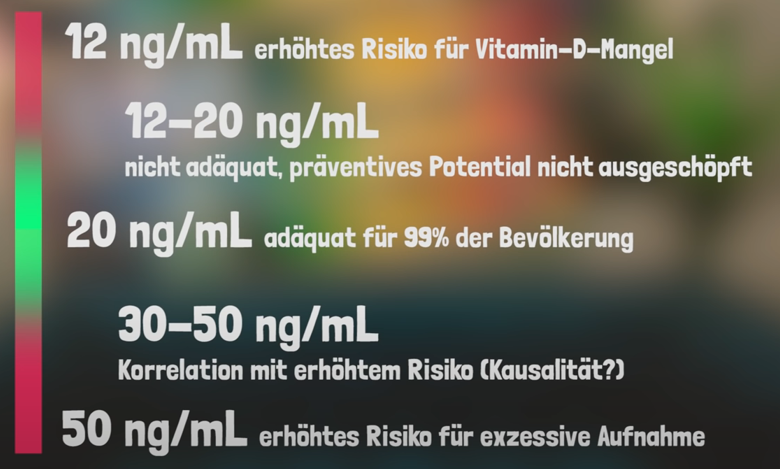 12 ng/mL erhöhtes Risiko für Vitamin-D-Mangel
12-20 ng/mL
nicht adäquat, präventives Potential nicht ausgeschöpft
20 ng/mL adäquat für 99% der Bevölkerung
30-50 ng/mL
Korrelation mit erhöhtem Risiko (Kausalität?)
50 ng/mL erhöhtes Risiko für exzessive Aufnahme